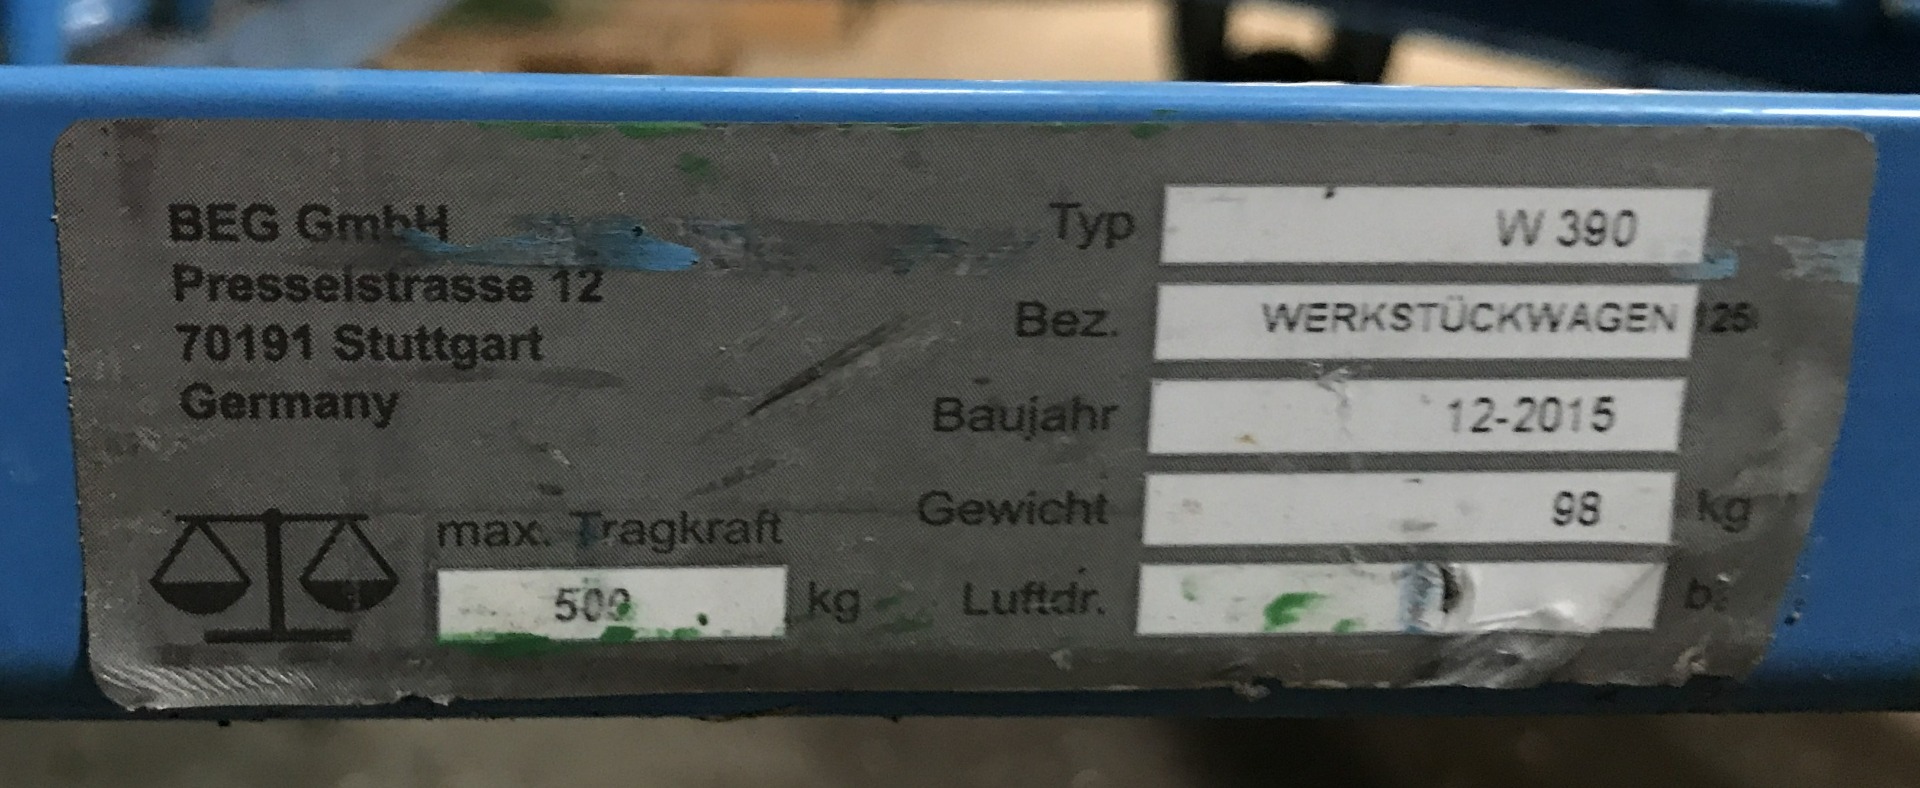 BEG GmbH
Presselstrasse 12
70191 Stuttgart
Germany
max. Tragkraft
500 kg
Typ W 390
Bez. WERKSTÜCKWAGEN 125
Baujahr 12-2015
Gewicht 98 kg
Luftdr.